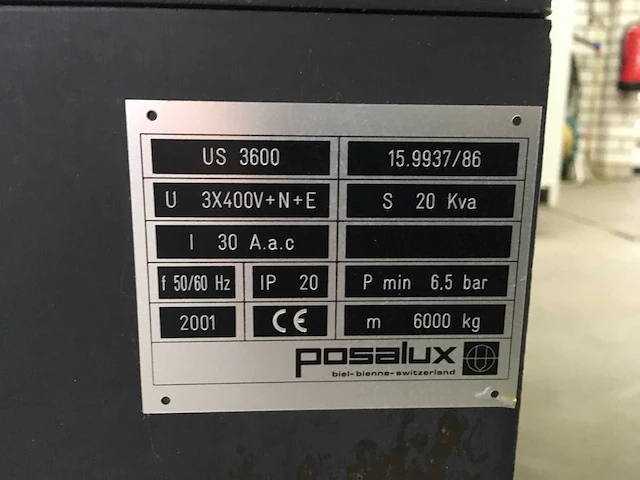 US 3600 15.9937/86
U 3X400V+N+E S 20 Kva
I 30 A.a.c
f 50/60 Hz IP 20 P min 6,5 bar
2001 CE m 6000 kg
posalux
biel-bienne-switzerland